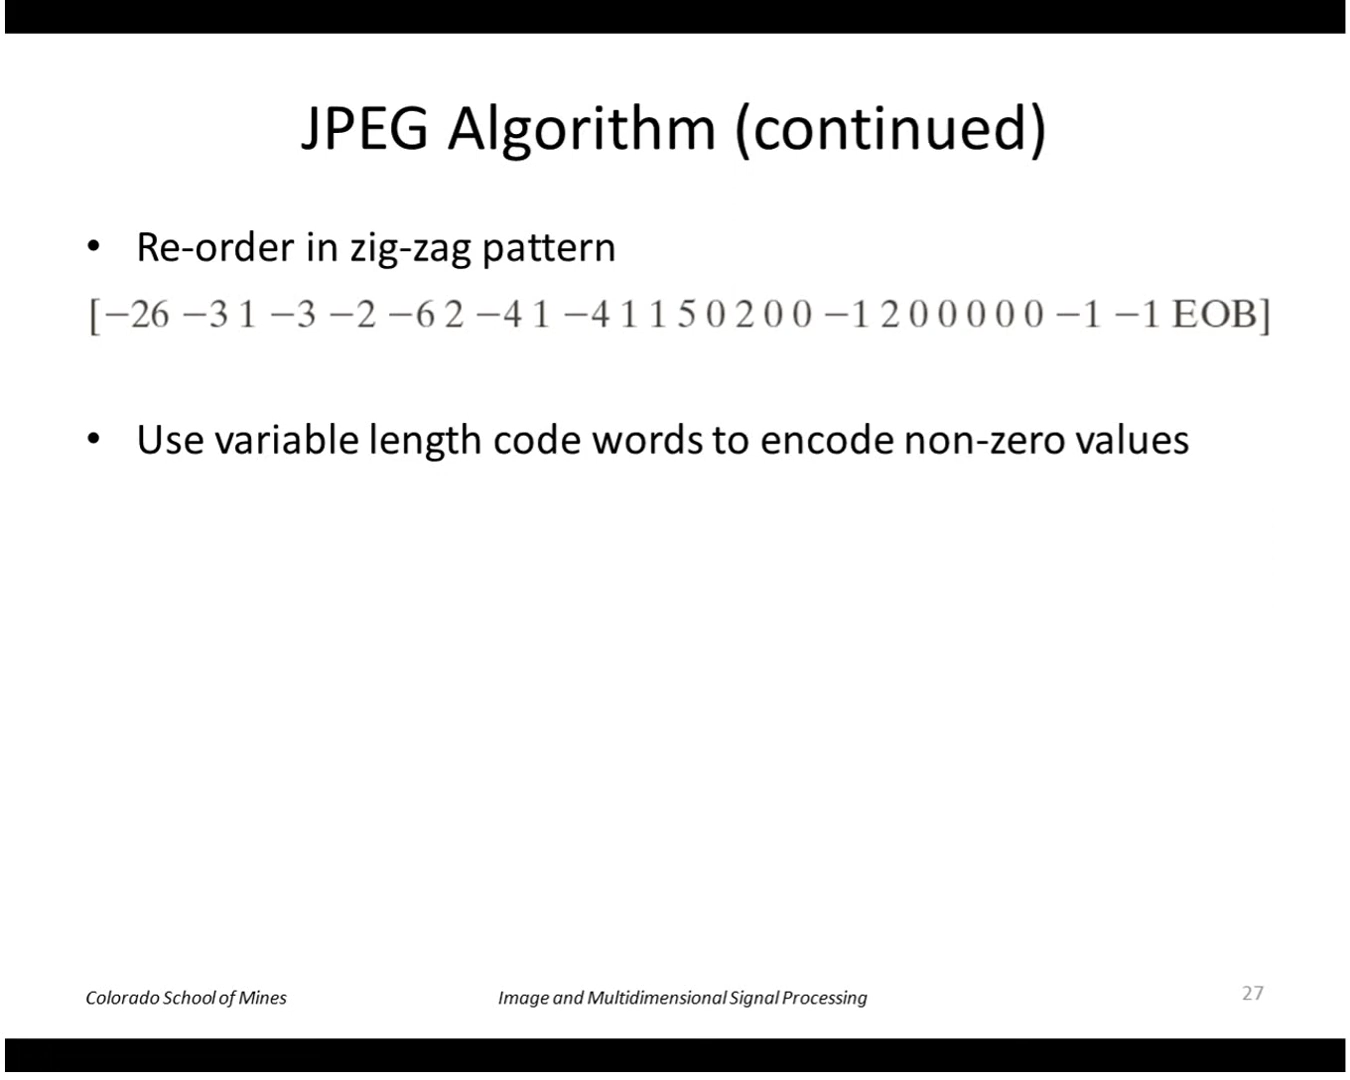 JPEG Algorithm (continued)
• Re-order in zig-zag pattern
[−26 −3 1 −3 −2 −6 2 −4 1 −4 1 1 5 0 2 0 0 −1 2 0 0 0 0 0 −1 −1 EOB]
• Use variable length code words to encode non-zero values
Colorado School of Mines
Image and Multidimensional Signal Processing
27